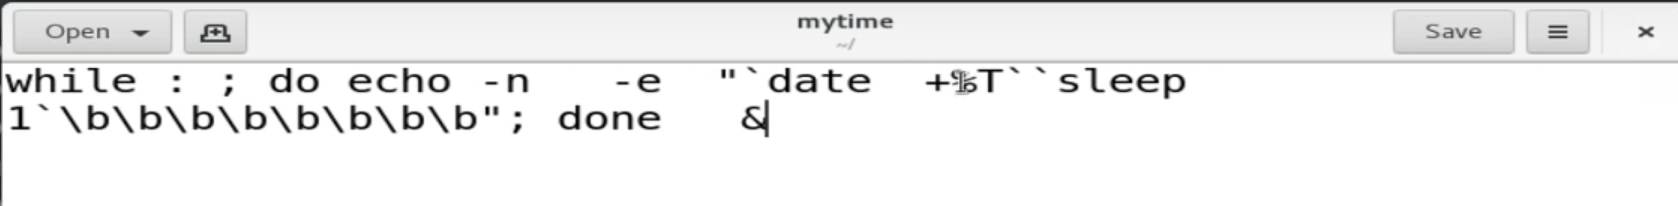 Open
mytime
~/
Save
while : ; do echo -n   -e   "`date   +%T``sleep
1`\b\b\b\b\b\b\b\b"; done   &